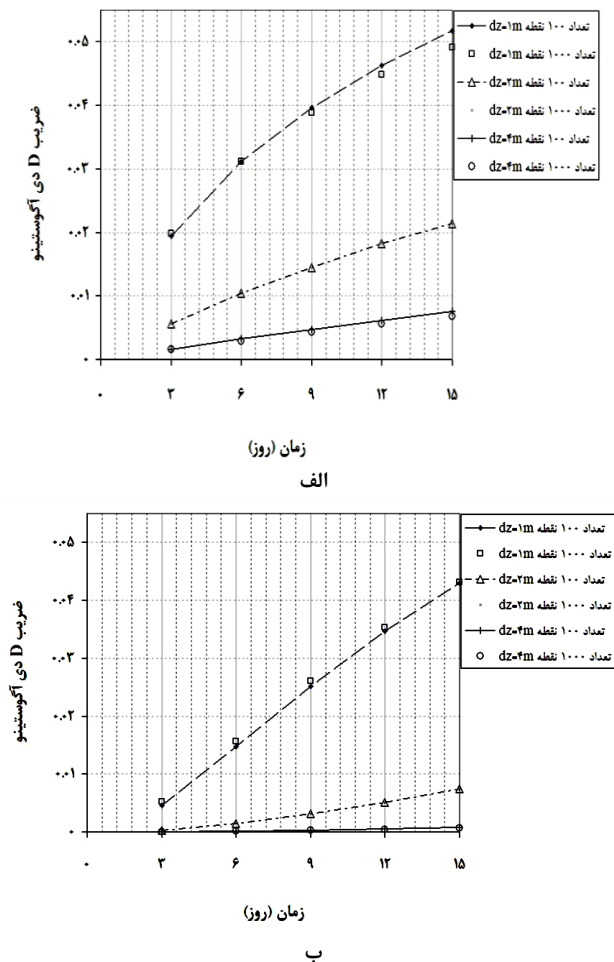 ۰.۰۵
۰.۰۴
۰.۰۳
۰.۰۲
۰.۰۱
۰
ضریب D دی آگوستینو
۰ ۳ ۶ ۹ ۱۲ ۱۵
زمان (روز)
تعداد ۱۰۰ نقطه dz=۱m
تعداد ۱۰۰۰ نقطه dz=۱m
تعداد ۱۰۰ نقطه dz=۲m
تعداد ۱۰۰۰ نقطه dz=۲m
تعداد ۱۰۰ نقطه dz=۴m
تعداد ۱۰۰۰ نقطه dz=۴m
الف
۰.۰۵
۰.۰۴
۰.۰۳
۰.۰۲
۰.۰۱
۰
ضریب D دی آگوستینو
۰ ۳ ۶ ۹ ۱۲ ۱۵
زمان (روز)
تعداد ۱۰۰ نقطه dz=۱m
تعداد ۱۰۰۰ نقطه dz=۱m
تعداد ۱۰۰ نقطه dz=۲m
تعداد ۱۰۰۰ نقطه dz=۲m
تعداد ۱۰۰ نقطه dz=۴m
تعداد ۱۰۰۰ نقطه dz=۴m
ب